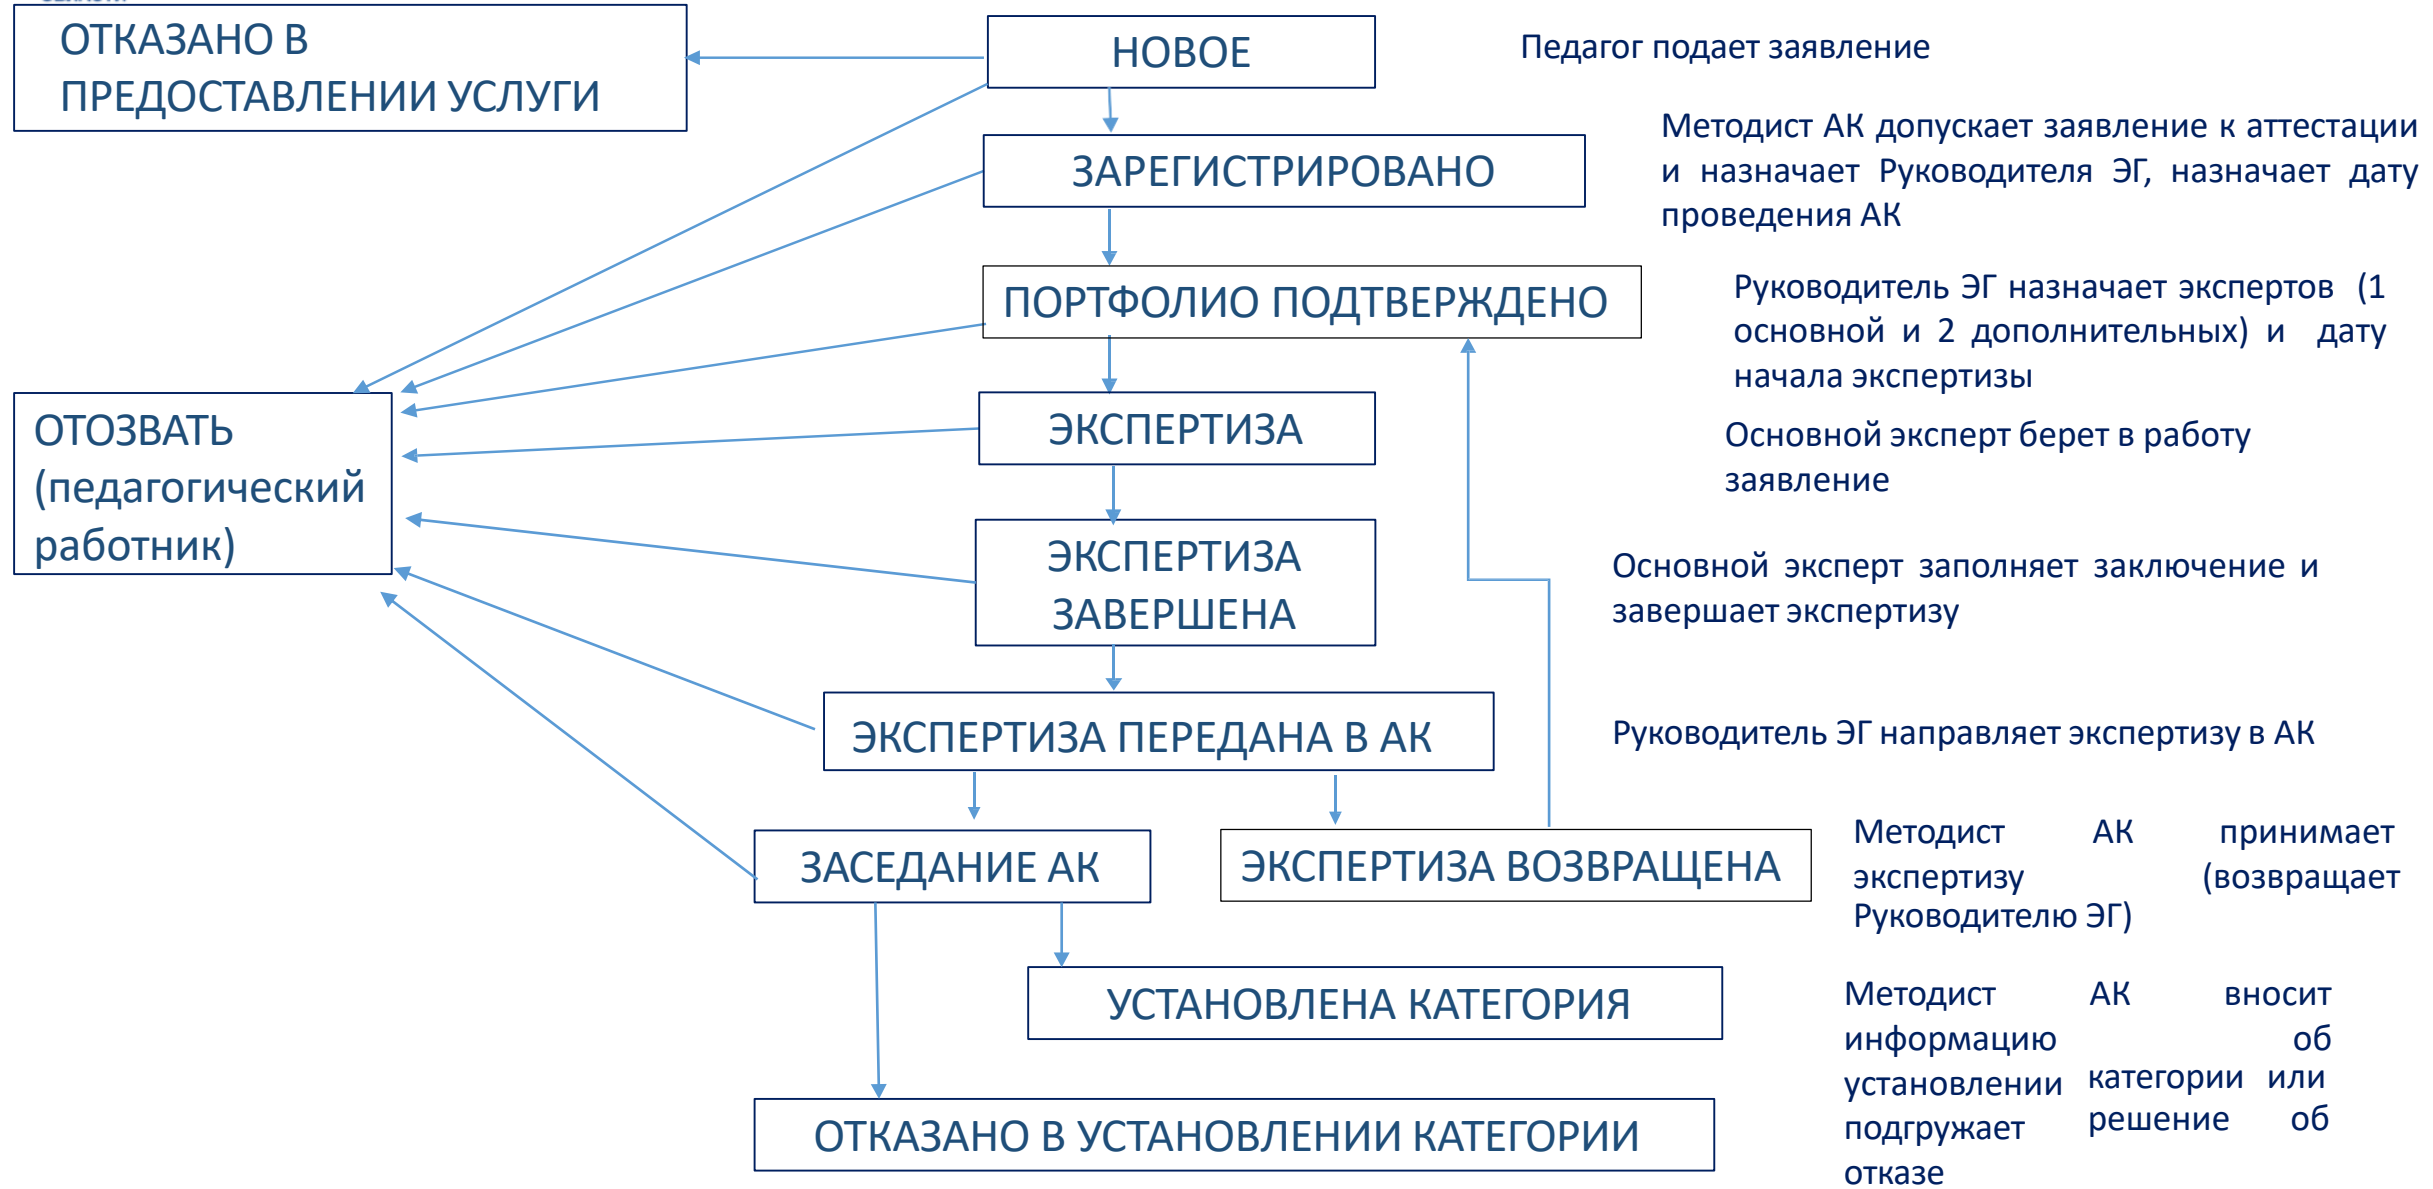 ОТКАЗАНО В
ПРЕДОСТАВЛЕНИИ УСЛУГИ
НОВОЕ
Педагог подает заявление
ЗАРЕГИСТРИРОВАНО
Методист АК допускает заявление к аттестации
и назначает Руководителя ЭГ, назначает дату
проведения АК
ПОРТФОЛИО ПОДТВЕРЖДЕНО
Руководитель ЭГ назначает экспертов (1
основной и 2 дополнительных) и дату
начала экспертизы
ОТОЗВАТЬ
(педагогический
работник)
ЭКСПЕРТИЗА
Основной эксперт берет в работу
заявление
ЭКСПЕРТИЗА
ЗАВЕРШЕНА
Основной эксперт заполняет заключение и
завершает экспертизу
ЭКСПЕРТИЗА ПЕРЕДАНА В АК
Руководитель ЭГ направляет экспертизу в АК
ЗАСЕДАНИЕ АК
ЭКСПЕРТИЗА ВОЗВРАЩЕНА
Методист АК принимает
экспертизу (возвращает
Руководителю ЭГ)
УСТАНОВЛЕНА КАТЕГОРИЯ
Методист АК вносит
информацию об
установлении категории или
подгружает решение об
отказе
ОТКАЗАНО В УСТАНОВЛЕНИИ КАТЕГОРИИ